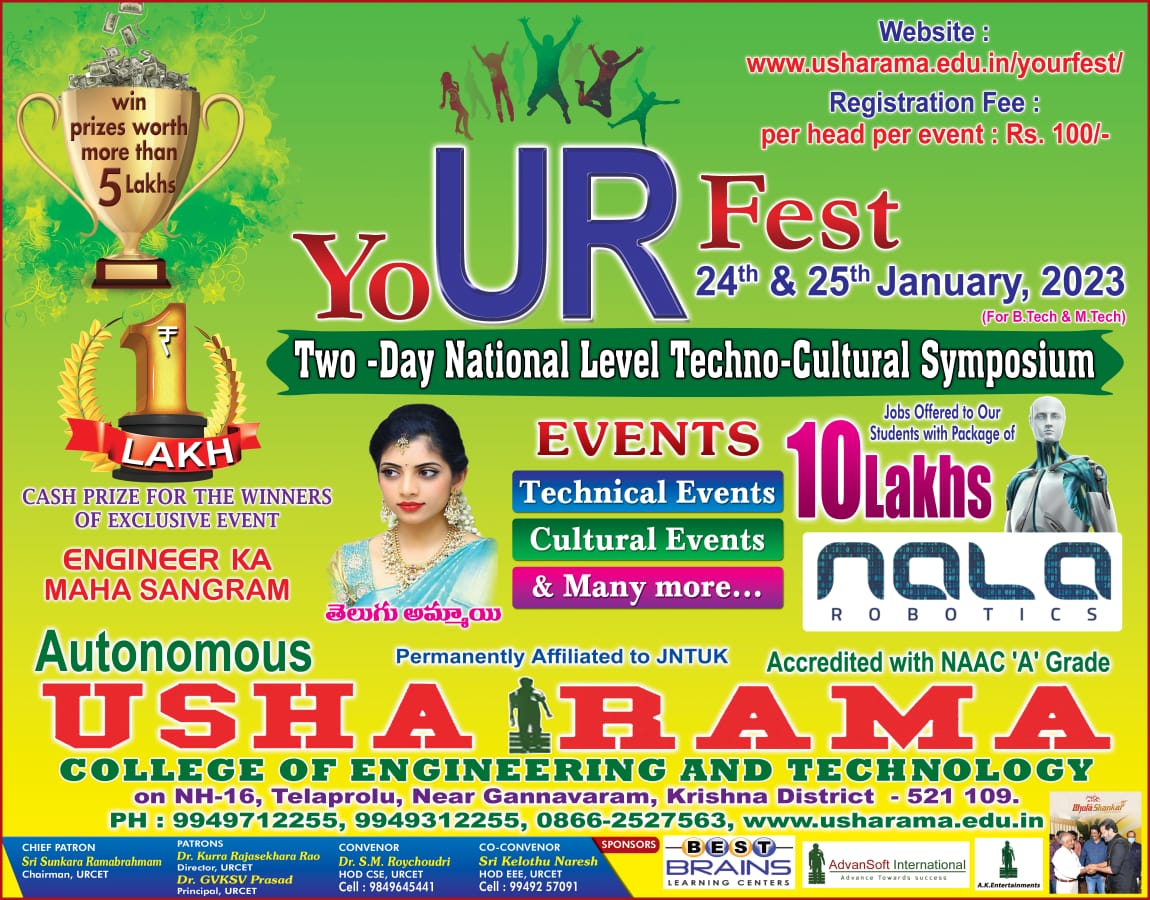 Website :
www.usharama.edu.in/yourfest/
Registration Fee :
per head per event : Rs. 100/-
win
prizes worth
more than
5 Lakhs
YoUR Fest
24th & 25th January, 2023
(For B.Tech & M.Tech)
Two -Day National Level Techno-Cultural Symposium
₹
1
LAKH
CASH PRIZE FOR THE WINNERS
OF EXCLUSIVE EVENT
ENGINEER KA
MAHA SANGRAM
తెలుగు అమ్మాయి
EVENTS
Technical Events
Cultural Events
& Many more...
Jobs Offered to Our
Students with Package of
10Lakhs
NALA
ROBOTICS
Autonomous
Permanently Affiliated to JNTUK
Accredited with NAAC 'A' Grade
USHA RAMA
COLLEGE OF ENGINEERING AND TECHNOLOGY
on NH-16, Telaprolu, Near Gannavaram, Krishna District - 521 109.
PH : 9949712255, 9949312255, 0866-2527563, www.usharama.edu.in
CHIEF PATRON
Sri Sunkara Ramabrahmam
Chairman, URCET
PATRONS
Dr. Kurra Rajasekhara Rao
Director, URCET
Dr. GVKSV Prasad
Principal, URCET
CONVENOR
Dr. S.M. Roychoudri
HOD CSE, URCET
Cell : 9849645441
CO-CONVENOR
Sri Kelothu Naresh
HOD EEE, URCET
Cell : 99492 57091
SPONSORS
BEST
BRAINS
LEARNING CENTERS
AdvanSoft International
Advance Towards success
A.K.Entertainments
Bhola Shankar